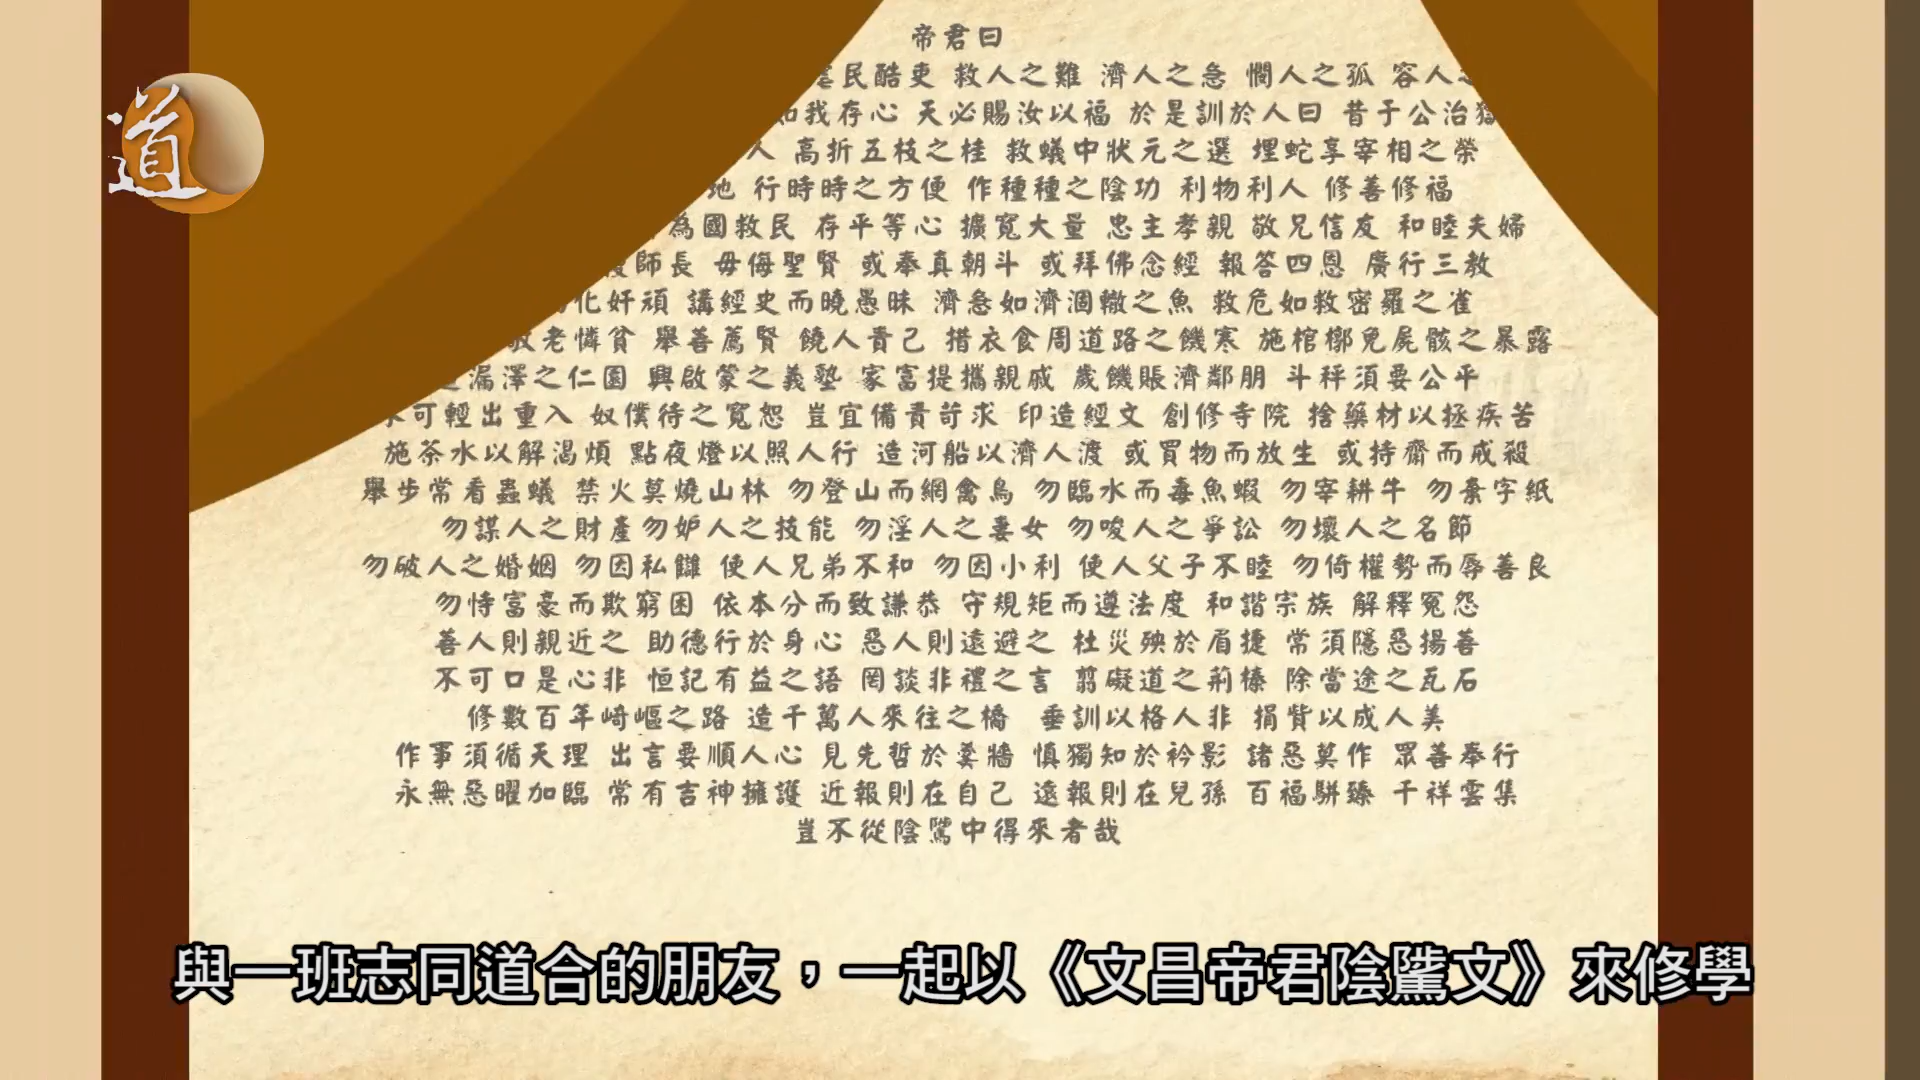 帝君曰
道
民酷吏 救人之難 濟人之急 憫人之孤 容人
我存心 天必賜汝以福 於是訓於人曰 昔于公治
人 高折五枝之桂 救蟻中狀元之選 埋蛇享宰相之榮
行時時之方便 作種種之陰功 利物利人 修善修福
為國救民 存平等心 擴寬大量 忠主孝親 敬兄信友 和睦夫婦
師長 毋侮聖賢 或奉真朝斗 或拜佛念經 報答四恩 廣行三教
化奸頑 講經史而曉愚昧 濟急如濟涸轍之魚 救危如救密羅之雀
敬老憐貧 舉善薦賢 饒人責己 措衣食周道路之饑寒 施棺槨免屍骸之暴露
漏澤之仁園 興啟蒙之義塾 家富提攜親戚 歲饑賑濟鄰朋 斗秤須要公平
不可輕出重入 奴僕待之寬恕 豈宜備責苛求 印造經文 創修寺院 捨藥材以拯疾苦
施茶水以解渴煩 點夜燈以照人行 造河船以濟人渡 或買物而放生 或持齋而戒殺
舉步常看蟲蟻 禁火莫燒山林 勿登山而網禽鳥 勿臨水而毒魚蝦 勿宰耕牛 勿棄字紙
勿謀人之財產勿妒人之技能 勿淫人之妻女 勿唆人之爭訟 勿壞人之名節
勿破人之婚姻 勿因私讎 使人兄弟不和 勿因小利 使人父子不睦 勿倚權勢而辱善良
勿恃富豪而欺窮困 依本分而致謙恭 守規矩而遵法度 和諧宗族 解釋冤怨
善人則親近之 助德行於身心 惡人則遠避之 杜災殃於眉捷 常須隱惡揚善
不可口是心非 恒記有益之語 罔談非禮之言 翦礙道之荊榛 除當途之瓦石
修數百年崎嶇之路 造千萬人來往之橋 垂訓以格人非 捐貲以成人美
作事須循天理 出言要順人心 見先哲於羹牆 慎獨知於衾影 諸惡莫作 眾善奉行
永無惡曜加臨 常有吉神擁護 近報則在自己 遠報則在兒孫 百福駢臻 千祥雲集
豈不從陰騭中得來者哉
與一班志同道合的朋友，一起以《文昌帝君陰騭文》來修學